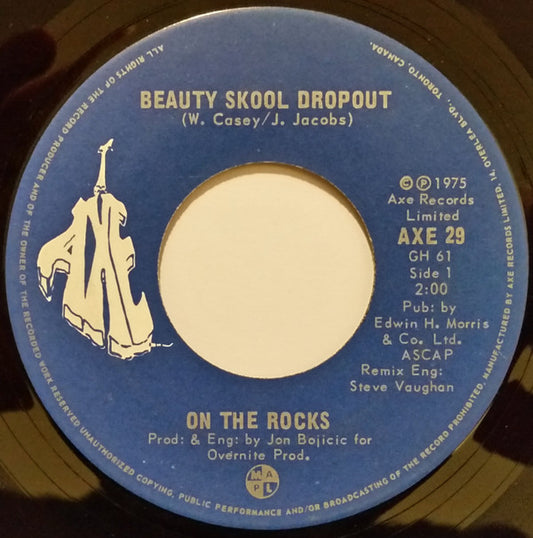 BEAUTY SKOOL DROPOUT
(W. Casey/J. Jacobs)
AXE
© ℗ 1975
Axe Records
Limited
AXE 29
GH 61
Side 1
2:00
Pub: by
Edwin H. Morris
& Co. Ltd.
ASCAP
Remix Eng:
Steve Vaughan
ON THE ROCKS
Prod: & Eng: by Jon Bojicic for
Overnite Prod.
M A P L
ALL RIGHTS OF THE RECORD PRODUCER AND OF THE OWNER OF THE RECORDED WORK RESERVED UNAUTHORIZED COPYING, PUBLIC PERFORMANCE AND/OR BROADCASTING OF THE RECORD PROHIBITED, MANUFACTURED BY AXE RECORDS LIMITED, 14, OVERLEA BLVD., TORONTO, CANADA.